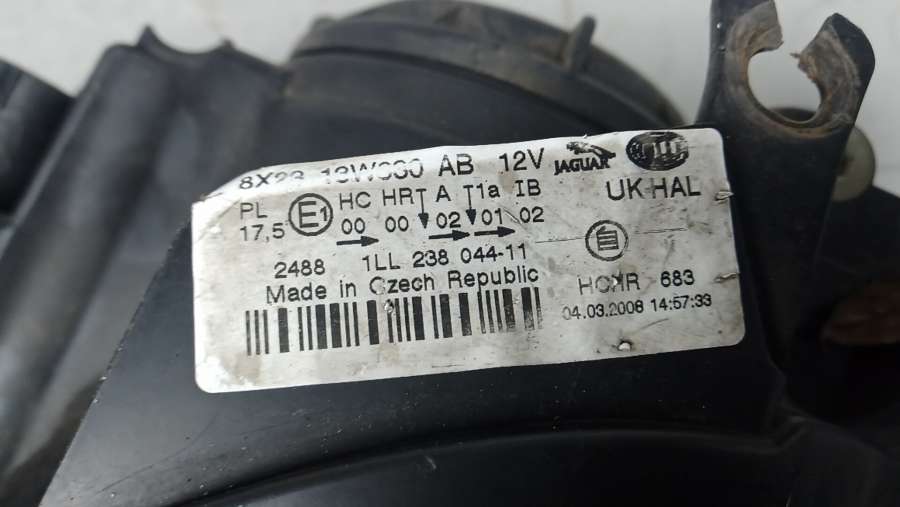 8X23 13W030 AB 12V JAGUAR
PL E1 HC HR T A T1a IB UK-HAL
17,5 00 00 02 01 02
2488 1LL 238 044-11
Made in Czech Republic HCHR 683
04.03.2008 14:57:33